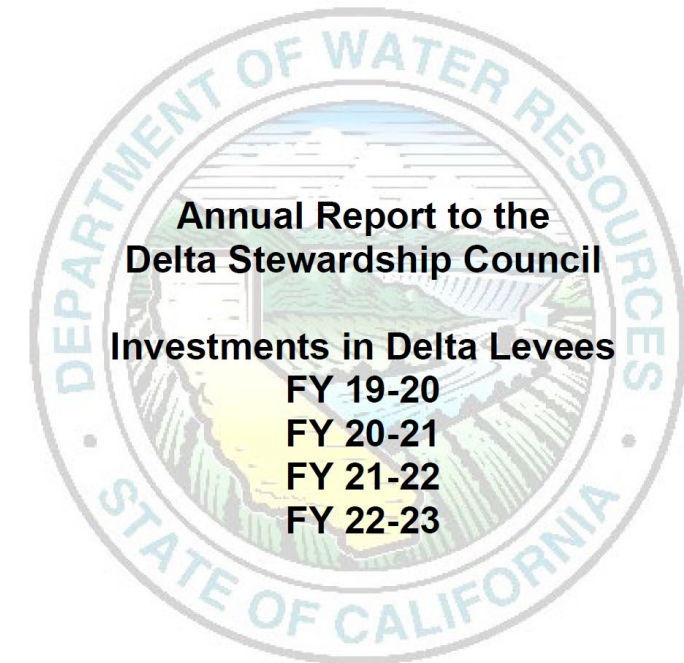 DEPARTMENT OF WATER RESOURCES
Annual Report to the
Delta Stewardship Council
Investments in Delta Levees
FY 19-20
FY 20-21
FY 21-22
FY 22-23
STATE OF CALIFORNIA